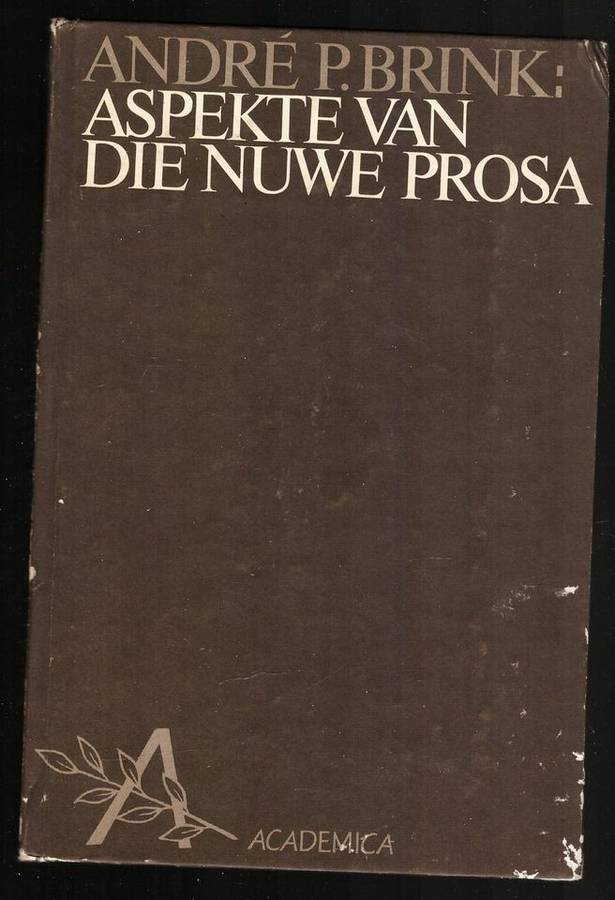 ANDRÉ P. BRINK:
ASPEKTE VAN
DIE NUWE PROSA
A
ACADEMICA